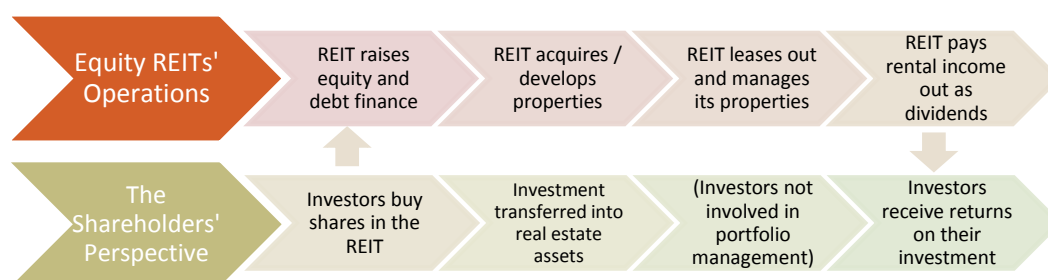 Equity REITs'
Operations
REIT raises
equity and
debt finance
REIT acquires /
develops
properties
REIT leases out
and manages
its properties
REIT pays
rental income
out as
dividends
The
Shareholders'
Perspective
Investors buy
shares in the
REIT
Investment
transferred into
real estate
assets
(Investors not
involved in
portfolio
management)
Investors
receive returns
on their
investment